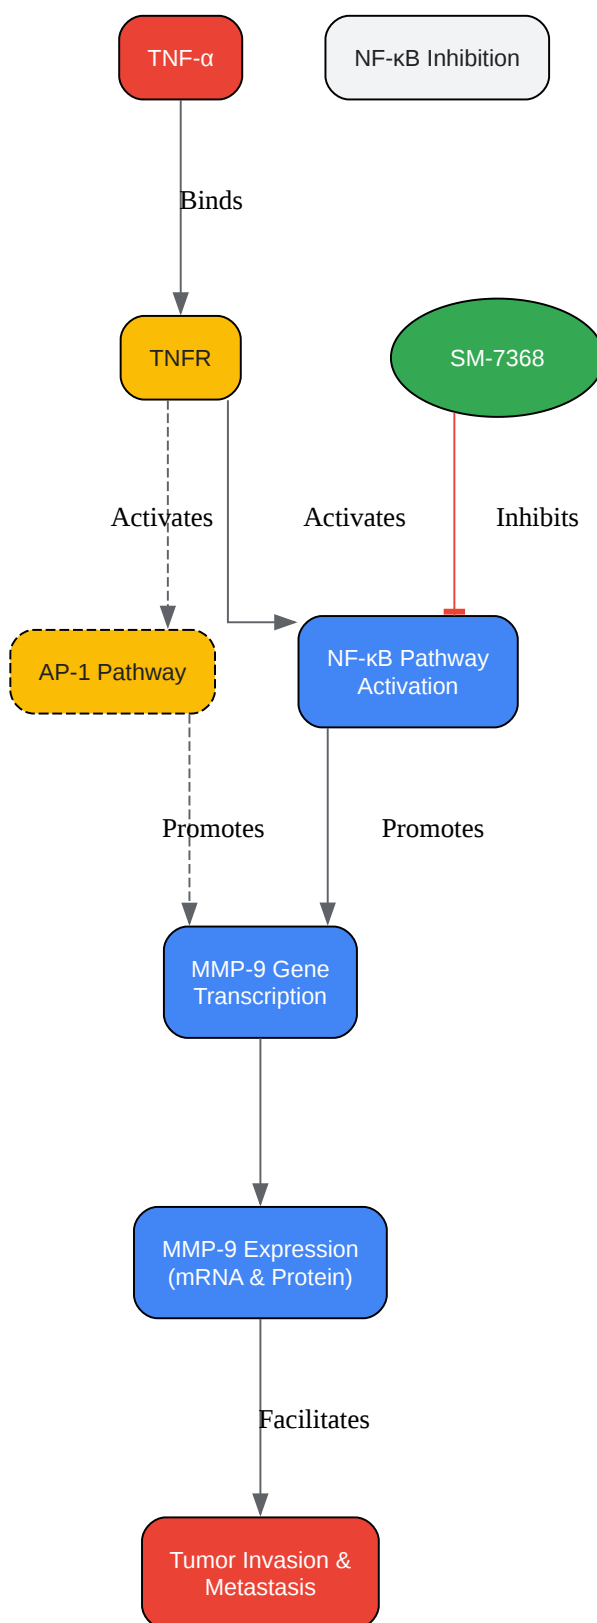 TNF-α
NF-κB Inhibition
Binds
TNFR
SM-7368
Activates
Activates
Inhibits
AP-1 Pathway
NF-κB Pathway
Activation
Promotes
Promotes
MMP-9 Gene
Transcription
MMP-9 Expression
(mRNA & Protein)
Facilitates
Tumor Invasion &
Metastasis